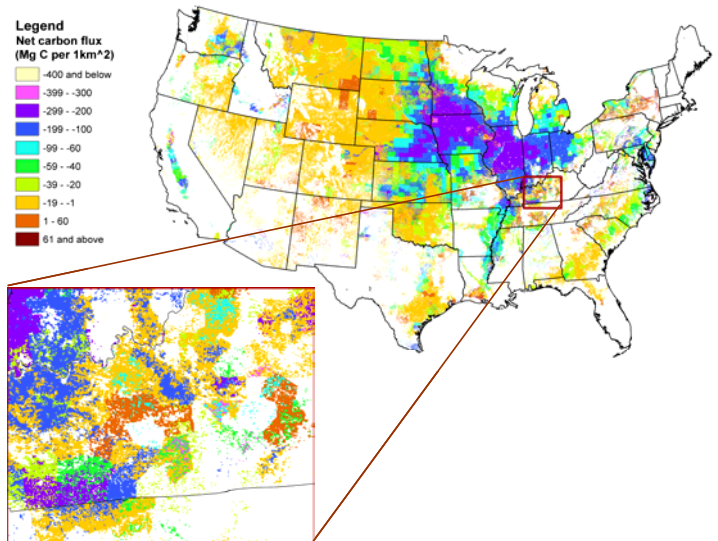 Legend
Net carbon flux
(Mg C per 1km^2)
-400 and below
-399 - -300
-299 - -200
-199 - -100
-99 - -60
-59 - -40
-39 - -20
-19 - -1
1 - 60
61 and above